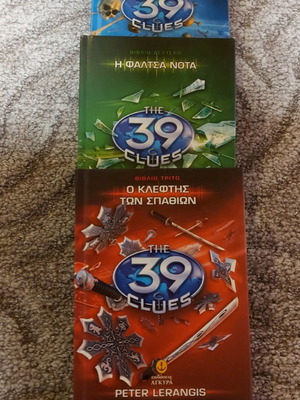 39
CLUES
ΒΙΒΛΙΟ ΔΕΥΤΕΡΟ
Η ΦΑΛΤΣΑ ΝΟΤΑ
THE
39
CLUES
ΒΙΒΛΙΟ ΤΡΙΤΟ
Ο ΚΛΕΦΤΗΣ
ΤΩΝ ΣΠΑΘΙΩΝ
THE
39
CLUES
εκδόσεις
ΑΓΚΥΡΑ
PETER LERANGIS